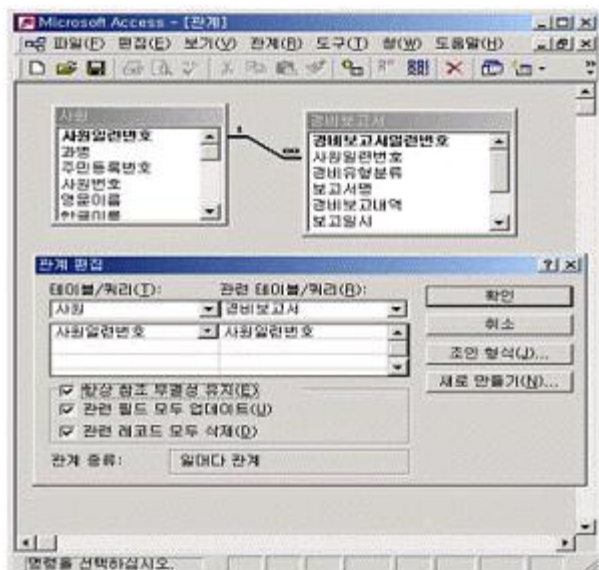 Microsoft Access - [관계]
파일(F) 편집(E) 보기(V) 관계(R) 도구(T) 창(W) 도움말(H)
사원
사원일련번호
과명
주민등록번호
사원번호
영문이름
한글이름
1
∞
경비보고서
경비보고서일련번호
사원일련번호
경비유형분류
보고서명
경비보고내역
보고일시
관계 편집
테이블/쿼리(T): 관련 테이블/쿼리(R):
사원 경비보고서
사원일련번호 사원일련번호
확인
취소
조인 형식(J)...
새로 만들기(N)...
항상 참조 무결성 유지(E)
관련 필드 모두 업데이트(U)
관련 레코드 모두 삭제(D)
관계 종류: 일대다 관계
명령을 선택하십시오.